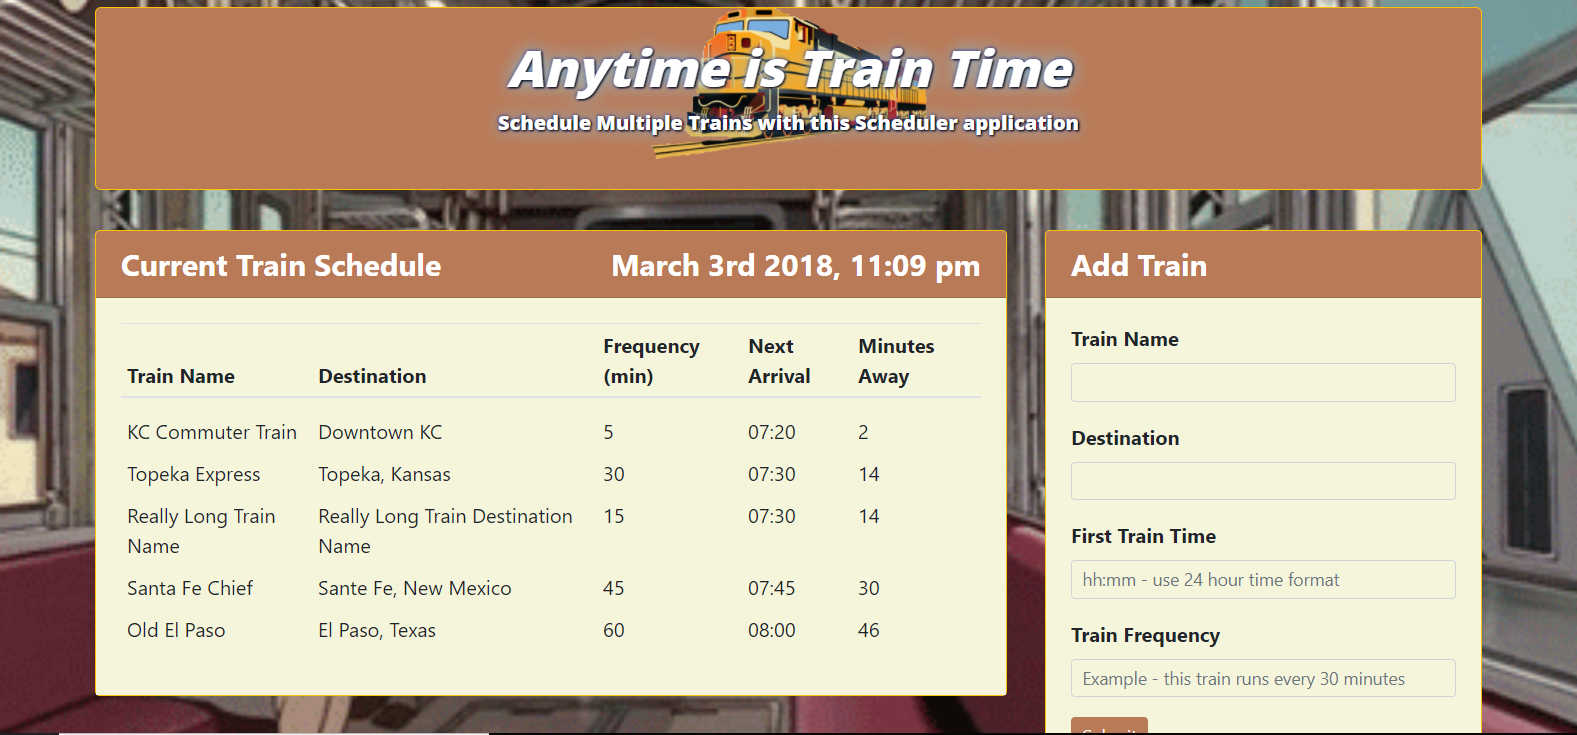 Anytime is Train Time
Schedule Multiple Trains with this Scheduler application
Current Train Schedule March 3rd 2018, 11:09 pm
Train Name Destination Frequency (min) Next Arrival Minutes Away
KC Commuter Train Downtown KC 5 07:20 2
Topeka Express Topeka, Kansas 30 07:30 14
Really Long Train Name Really Long Train Destination Name 15 07:30 14
Santa Fe Chief Sante Fe, New Mexico 45 07:45 30
Old El Paso El Paso, Texas 60 08:00 46
Add Train
Train Name
Destination
First Train Time
hh:mm - use 24 hour time format
Train Frequency
Example - this train runs every 30 minutes